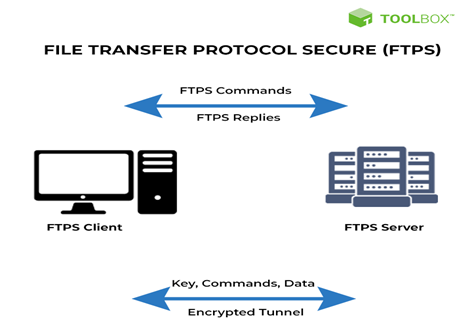 TOOLBOX™
FILE TRANSFER PROTOCOL SECURE (FTPS)
FTPS Commands
FTPS Replies
FTPS Client
FTPS Server
Key, Commands, Data
Encrypted Tunnel